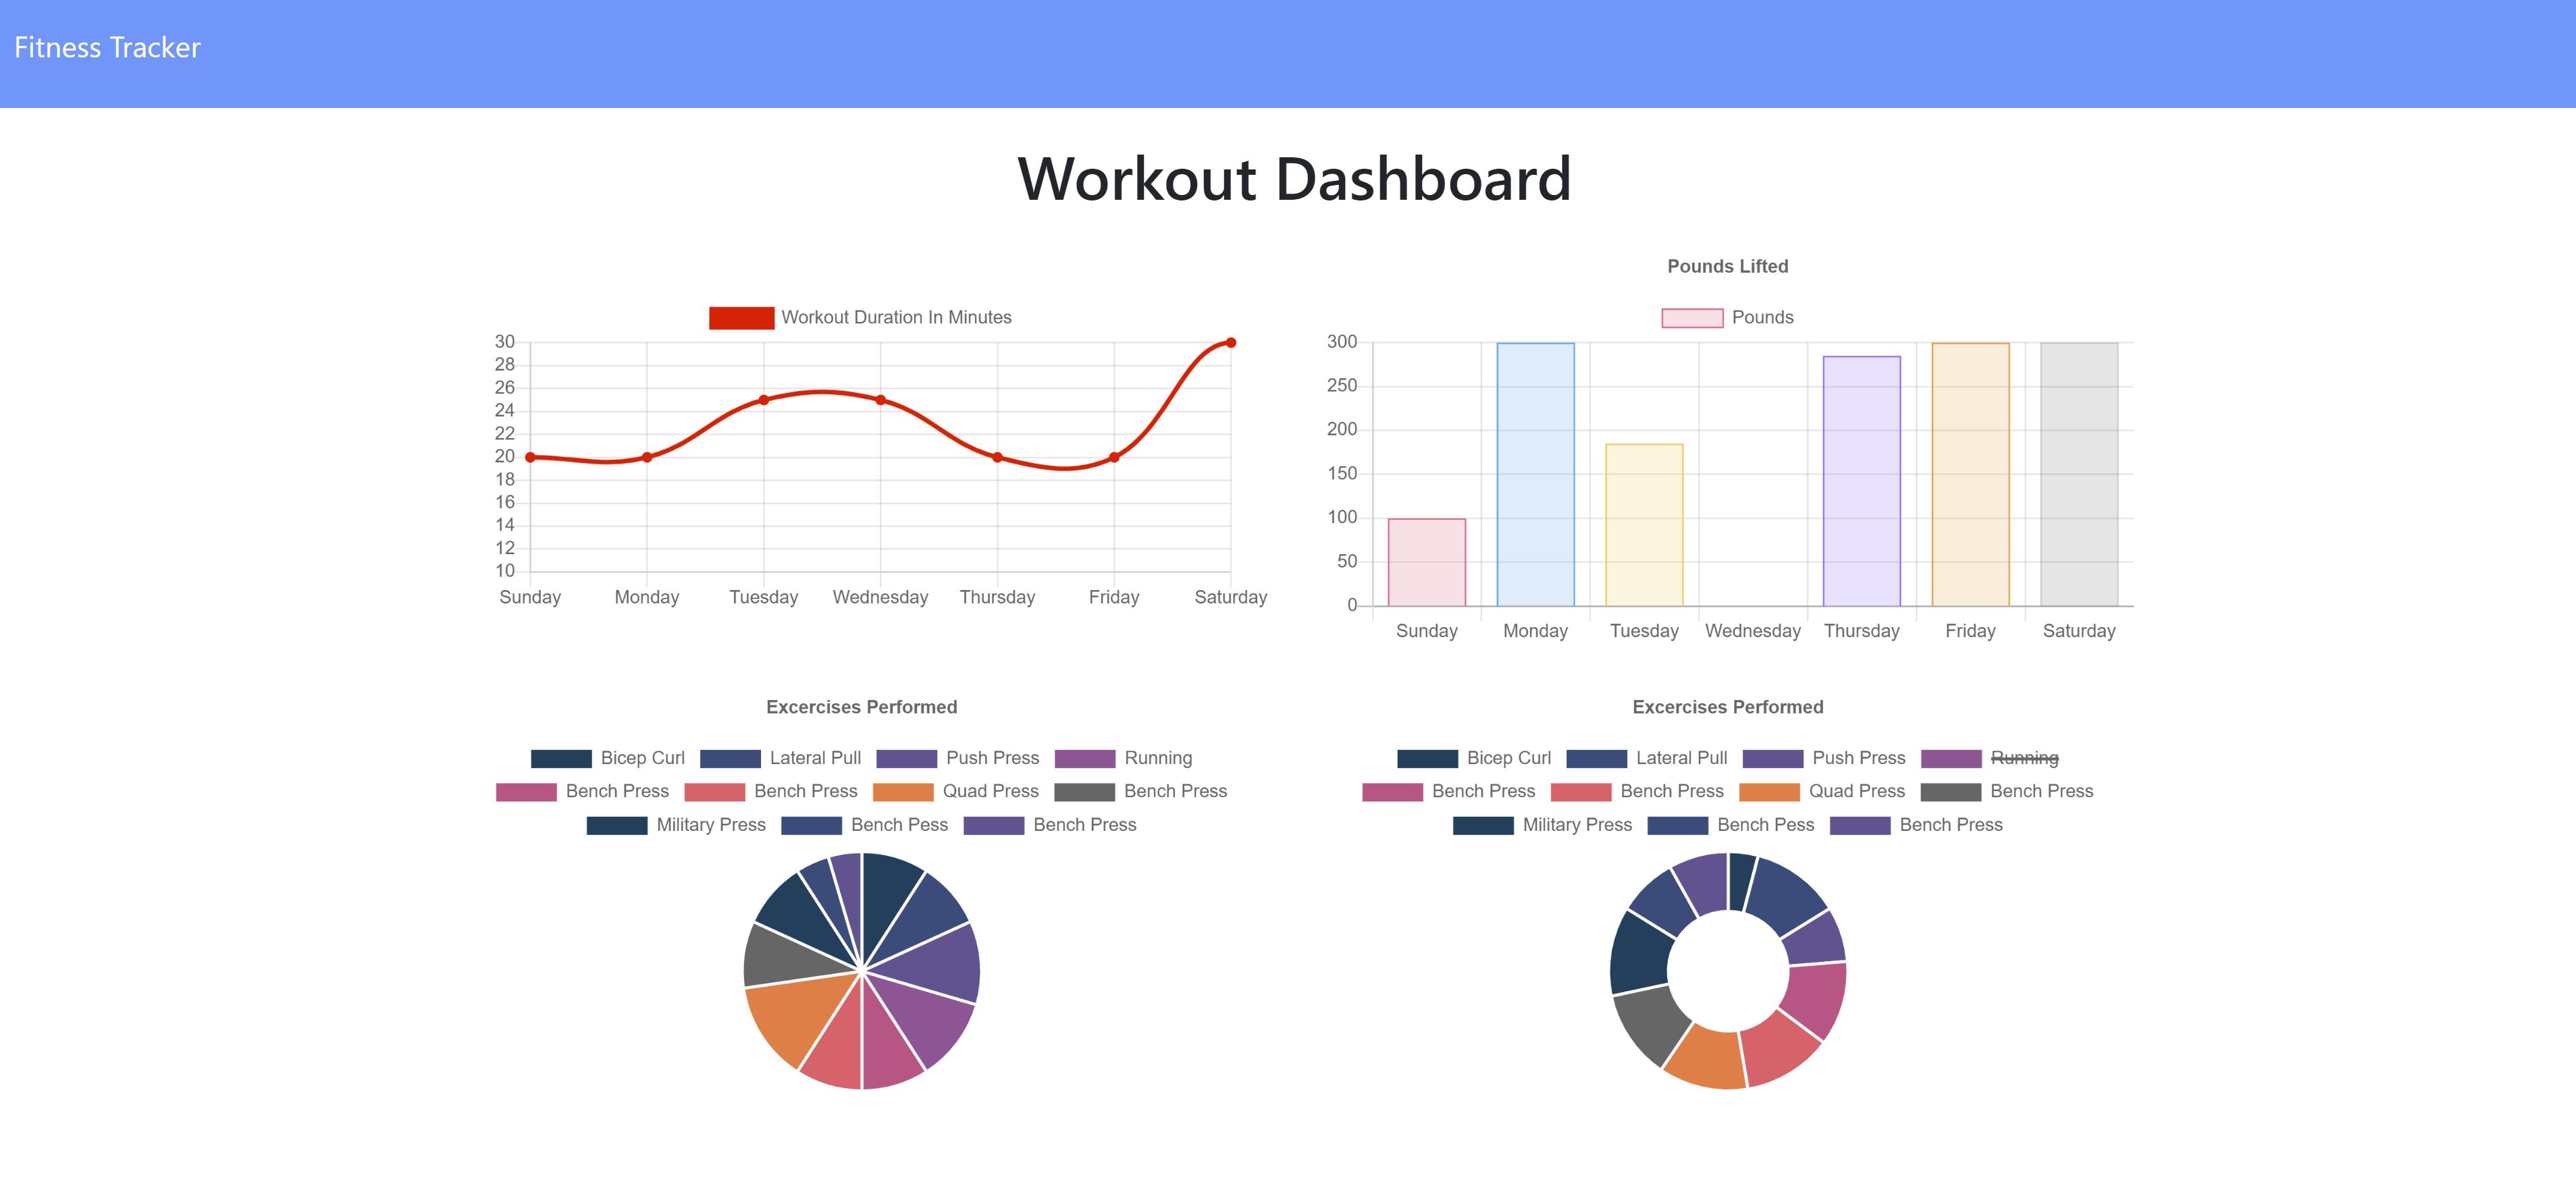 Fitness Tracker
Workout Dashboard
Workout Duration In Minutes
30
28
26
24
22
20
18
16
14
12
10
Sunday Monday Tuesday Wednesday Thursday Friday Saturday
Pounds Lifted
Pounds
300
250
200
150
100
50
0
Sunday Monday Tuesday Wednesday Thursday Friday Saturday
Excercises Performed
Bicep Curl Lateral Pull Push Press Running
Bench Press Bench Press Quad Press Bench Press
Military Press Bench Pess Bench Press
Excercises Performed
Bicep Curl Lateral Pull Push Press Running
Bench Press Bench Press Quad Press Bench Press
Military Press Bench Pess Bench Press